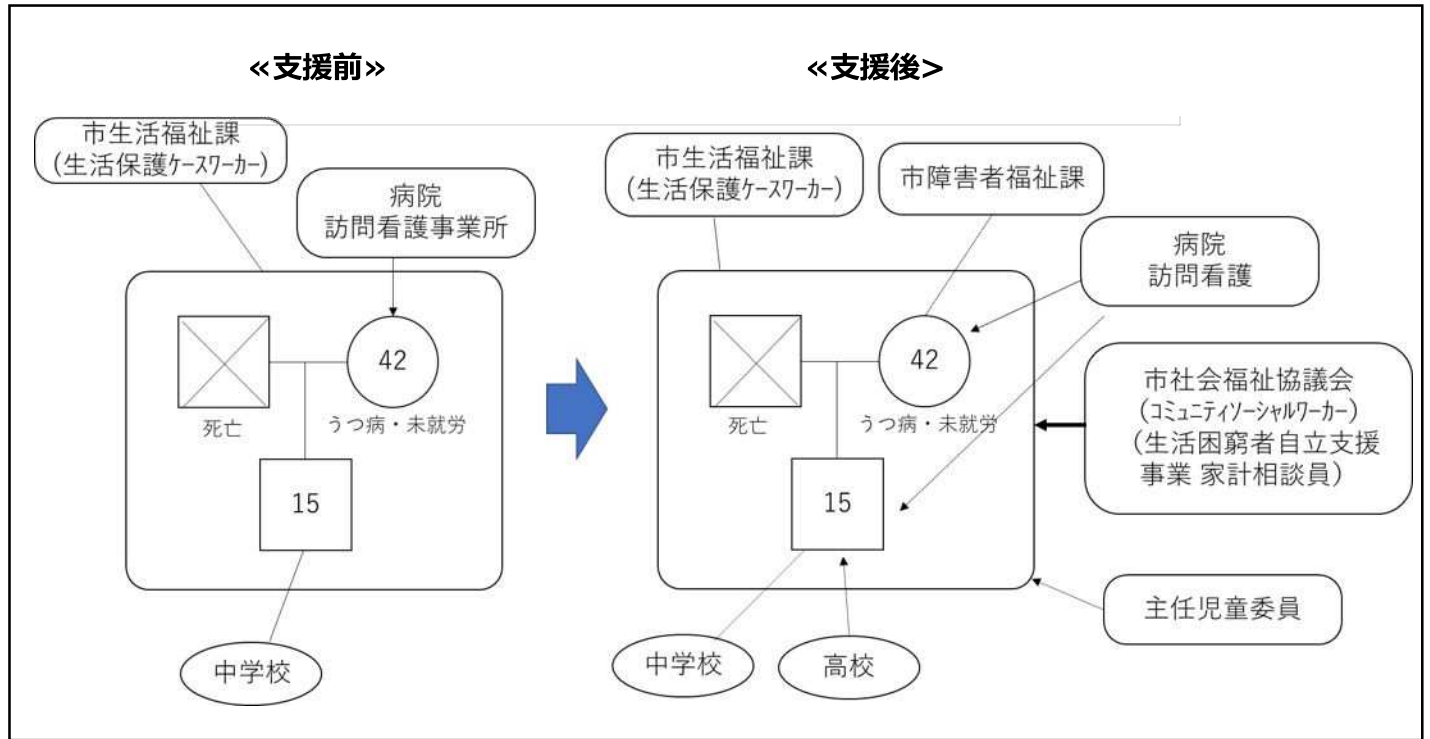 ≪支援前≫
市生活福祉課
(生活保護ｹｰｽﾜｰｶｰ)
病院
訪問看護事業所
42
死亡
うつ病・未就労
15
中学校
≪支援後>
市生活福祉課
(生活保護ｹｰｽﾜｰｶｰ)
市障害者福祉課
病院
訪問看護
42
死亡
うつ病・未就労
15
市社会福祉協議会
(ｺﾐｭﾆﾃｨｿｰｼｬﾙﾜｰｶｰ)
(生活困窮者自立支援
事業 家計相談員)
主任児童委員
中学校
高校